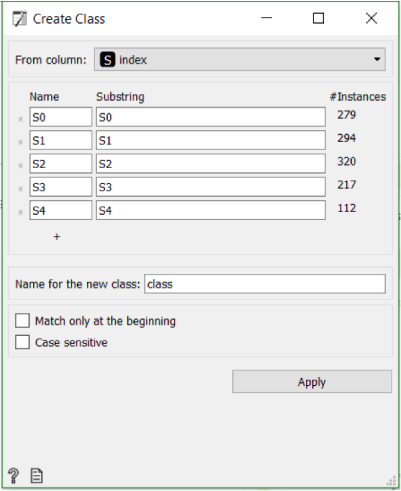 Create Class
From column: S index
Name Substring #Instances
S0 S0 279
S1 S1 294
S2 S2 320
S3 S3 217
S4 S4 112
+
Name for the new class: class
Match only at the beginning
Case sensitive
Apply
?